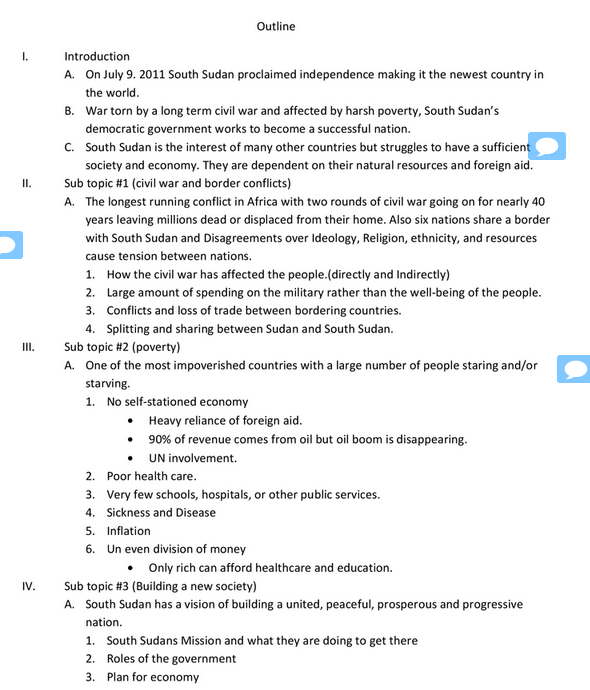 Outline
I. Introduction
A. On July 9. 2011 South Sudan proclaimed independence making it the newest country in
the world.
B. War torn by a long term civil war and affected by harsh poverty, South Sudan's
democratic government works to become a successful nation.
C. South Sudan is the interest of many other countries but struggles to have a sufficient
society and economy. They are dependent on their natural resources and foreign aid.
II. Sub topic #1 (civil war and border conflicts)
A. The longest running conflict in Africa with two rounds of civil war going on for nearly 40
years leaving millions dead or displaced from their home. Also six nations share a border
with South Sudan and Disagreements over Ideology, Religion, ethnicity, and resources
cause tension between nations.
1. How the civil war has affected the people.(directly and Indirectly)
2. Large amount of spending on the military rather than the well-being of the people.
3. Conflicts and loss of trade between bordering countries.
4. Splitting and sharing between Sudan and South Sudan.
III. Sub topic #2 (poverty)
A. One of the most impoverished countries with a large number of people staring and/or
starving.
1. No self-stationed economy
• Heavy reliance of foreign aid.
• 90% of revenue comes from oil but oil boom is disappearing.
• UN involvement.
2. Poor health care.
3. Very few schools, hospitals, or other public services.
4. Sickness and Disease
5. Inflation
6. Un even division of money
• Only rich can afford healthcare and education.
IV. Sub topic #3 (Building a new society)
A. South Sudan has a vision of building a united, peaceful, prosperous and progressive
nation.
1. South Sudans Mission and what they are doing to get there
2. Roles of the government
3. Plan for economy